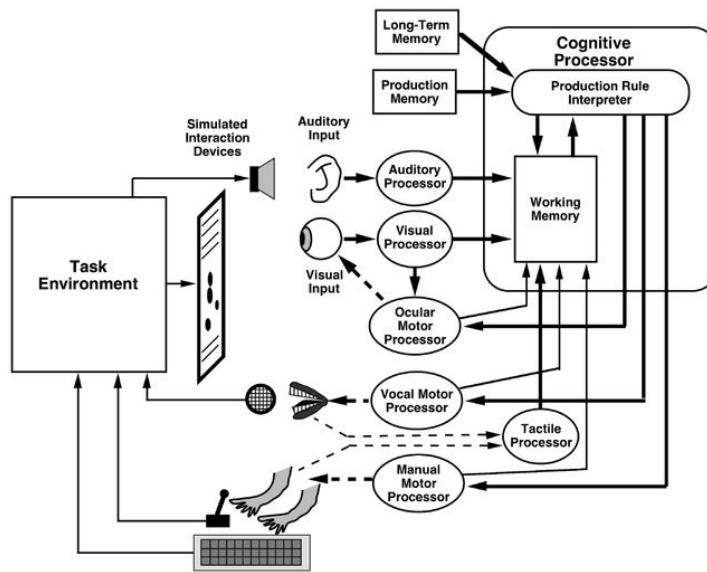 Long-Term
Memory
Cognitive
Processor
Production
Memory
Production Rule
Interpreter
Simulated
Interaction
Devices
Auditory
Input
Auditory
Processor
Working
Memory
Visual
Processor
Task
Environment
Visual
Input
Ocular
Motor
Processor
Vocal Motor
Processor
Tactile
Processor
Manual
Motor
Processor